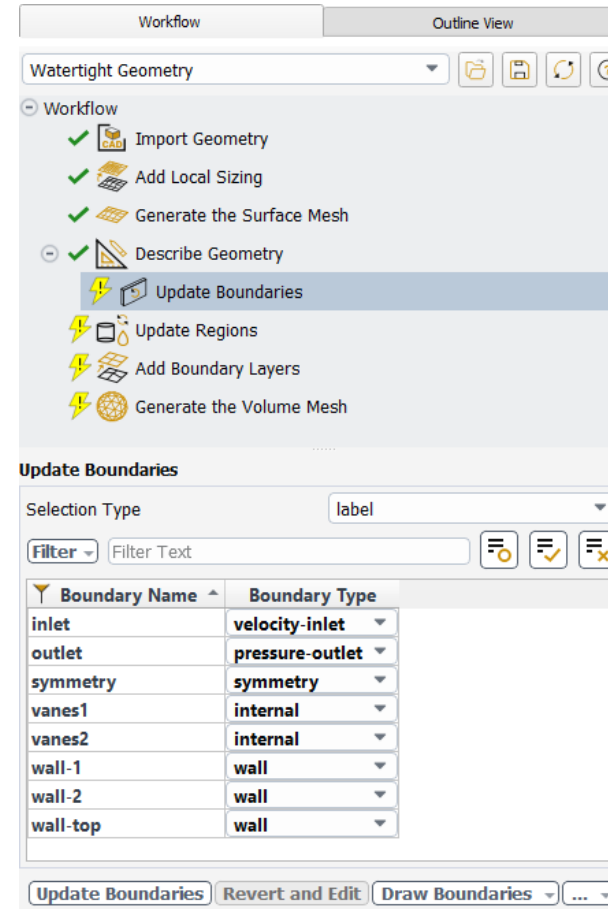 Workflow Outline View
Watertight Geometry
Workflow
CAD Import Geometry
Add Local Sizing
Generate the Surface Mesh
Describe Geometry
Update Boundaries
Update Regions
Add Boundary Layers
Generate the Volume Mesh
Update Boundaries
Selection Type label
Filter Filter Text
Boundary Name Boundary Type
inlet velocity-inlet
outlet pressure-outlet
symmetry symmetry
vanes1 internal
vanes2 internal
wall-1 wall
wall-2 wall
wall-top wall
Update Boundaries Revert and Edit Draw Boundaries ...